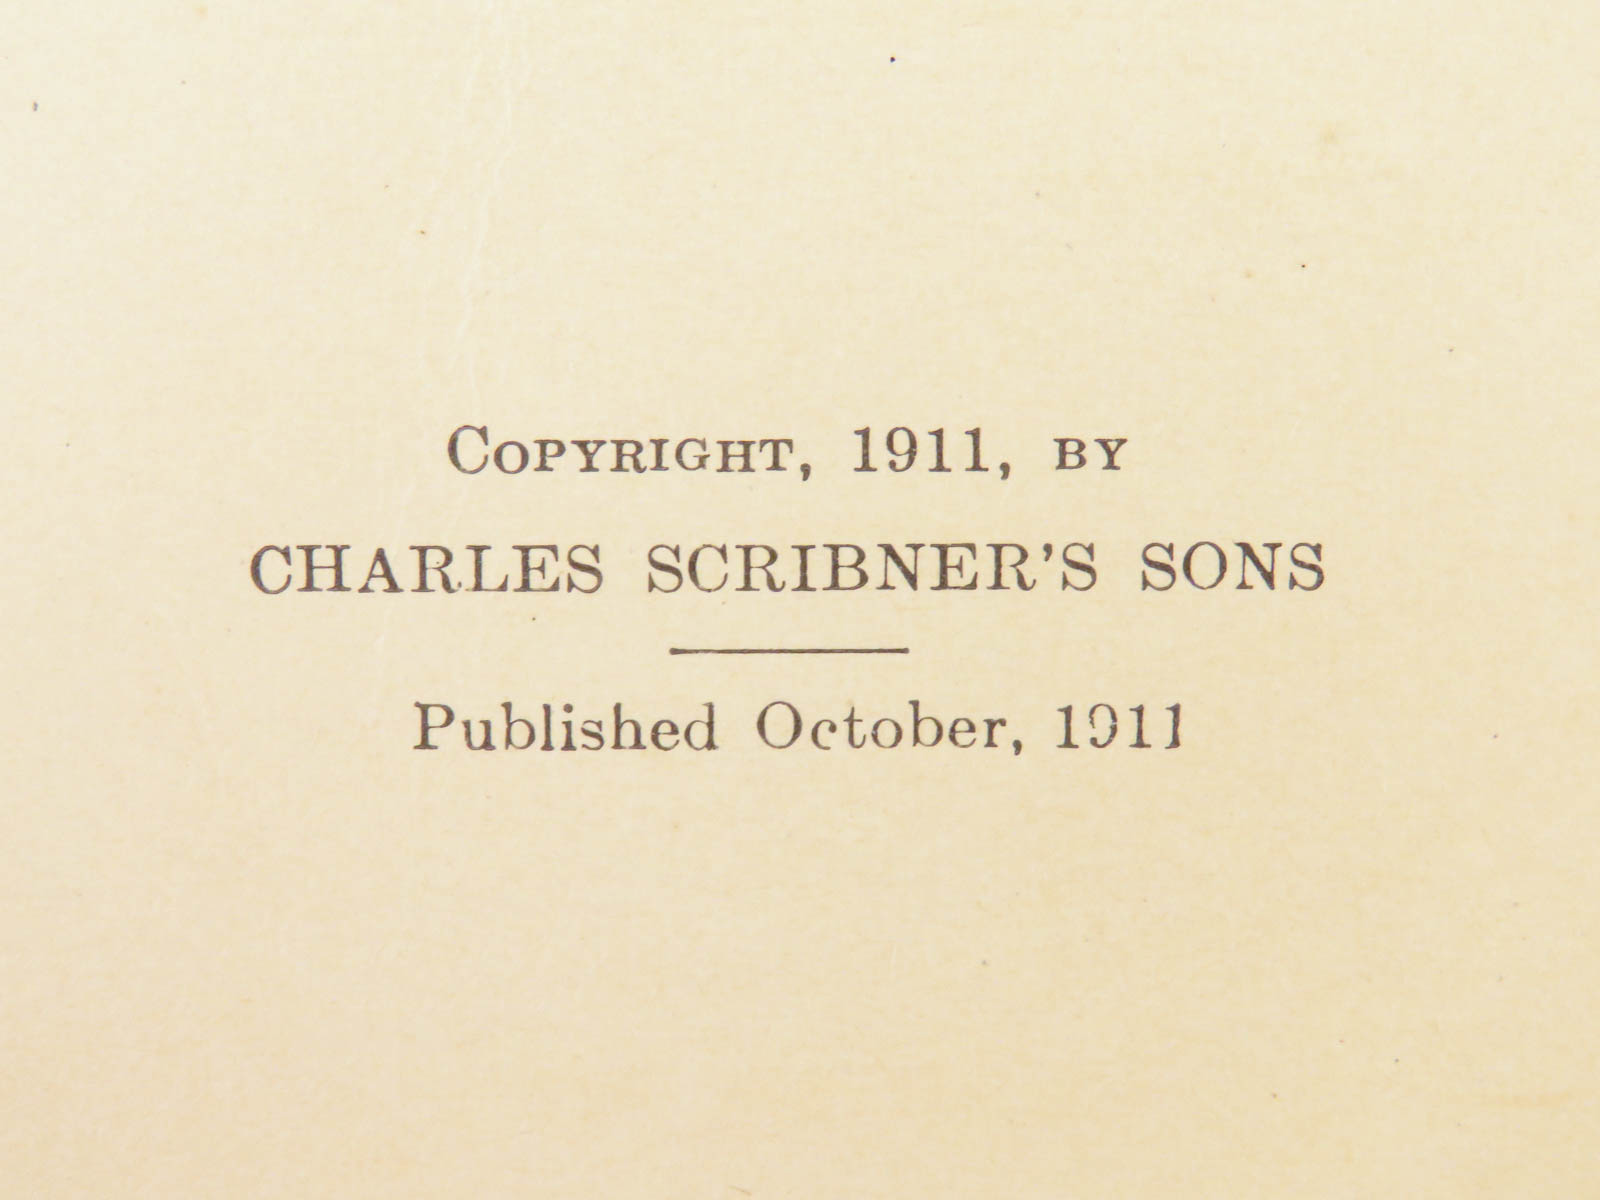 Copyright, 1911, by
CHARLES SCRIBNER'S SONS
Published October, 1911